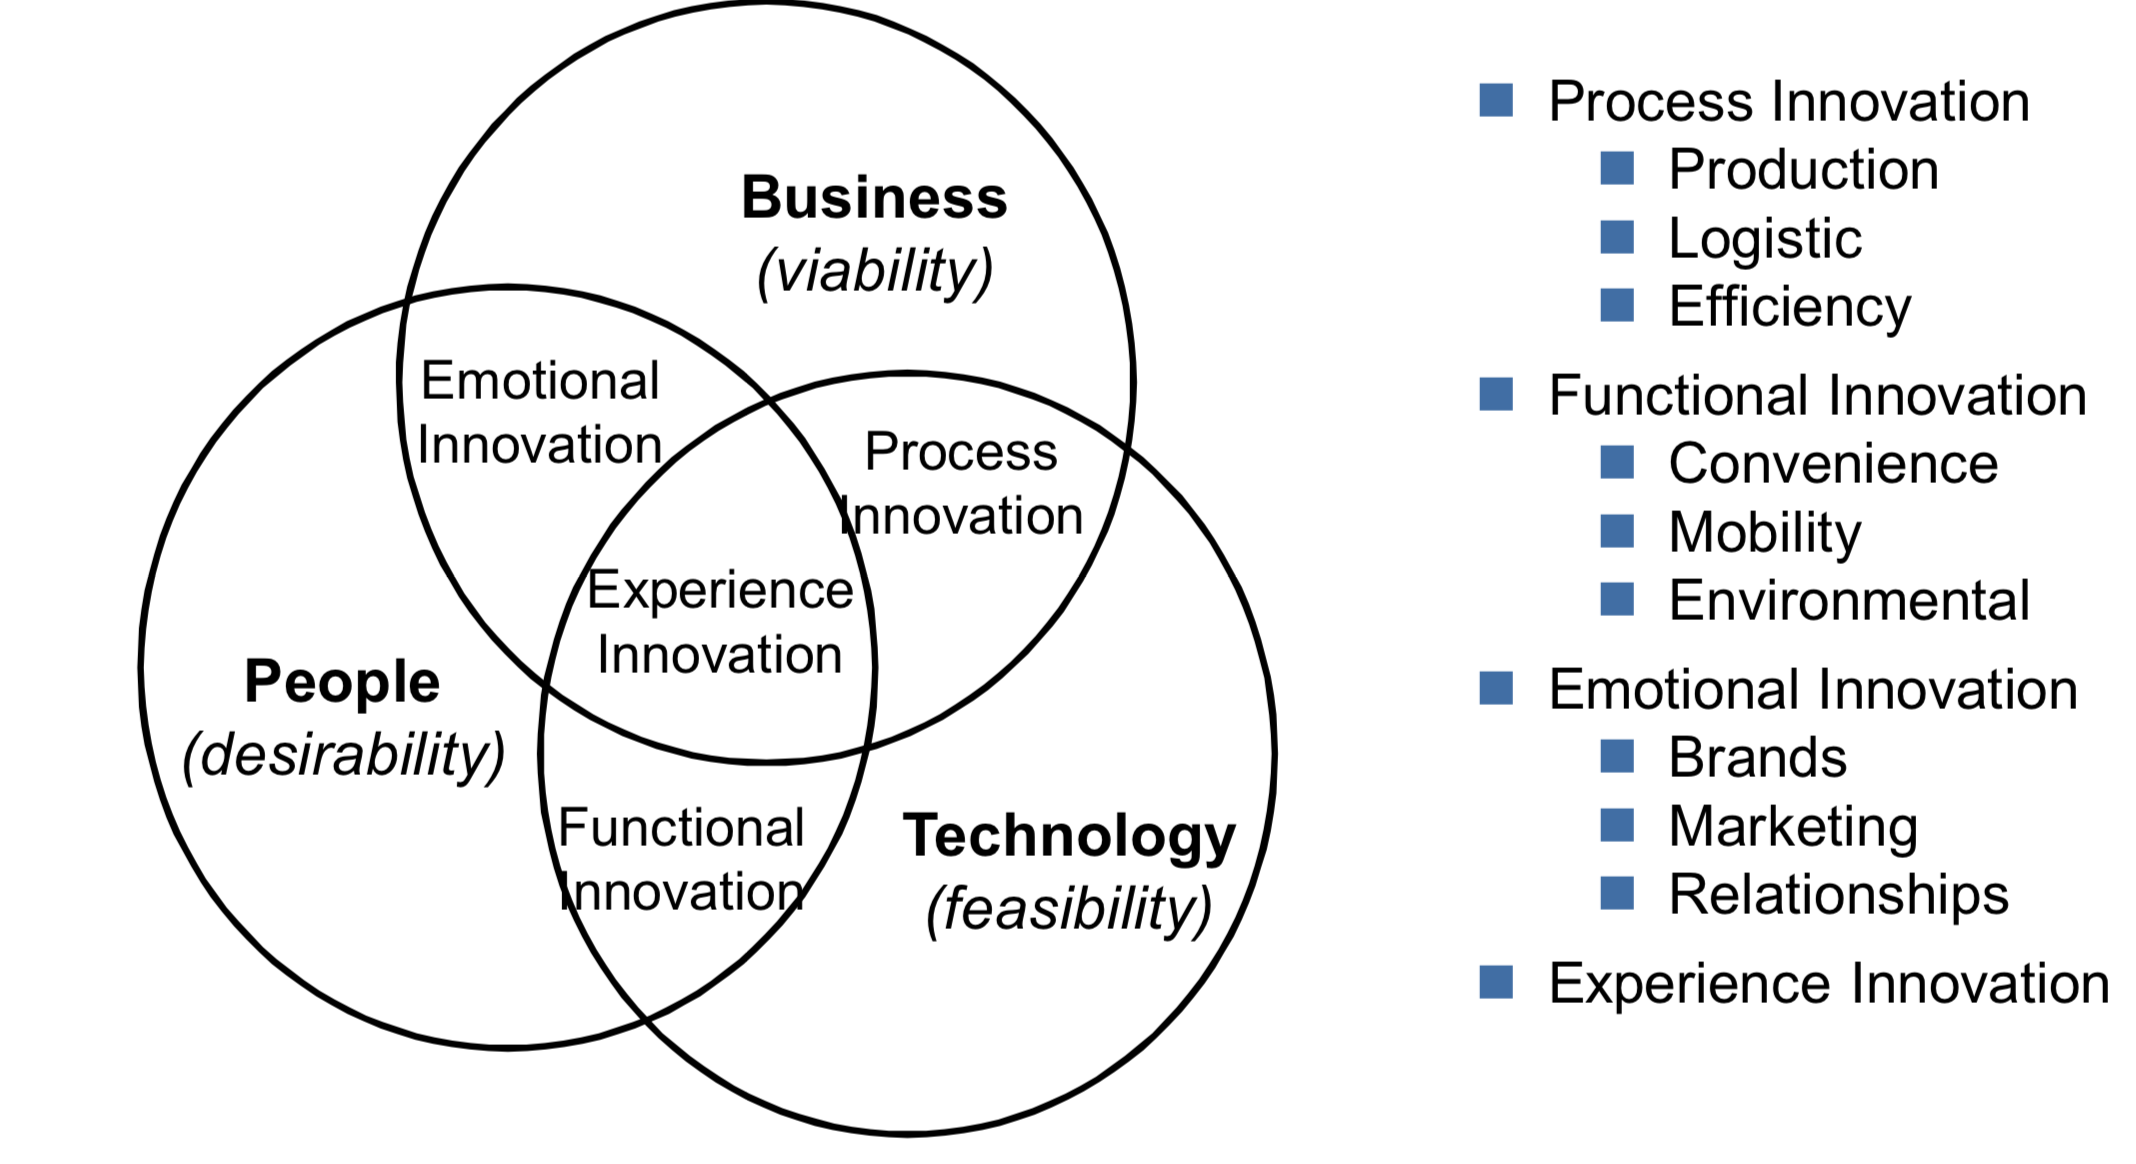 Business
(viability)
Emotional
Innovation
Process
Innovation
Experience
Innovation
People
(desirability)
Functional
Innovation
Technology
(feasibility)
Process Innovation
Production
Logistic
Efficiency
Functional Innovation
Convenience
Mobility
Environmental
Emotional Innovation
Brands
Marketing
Relationships
Experience Innovation